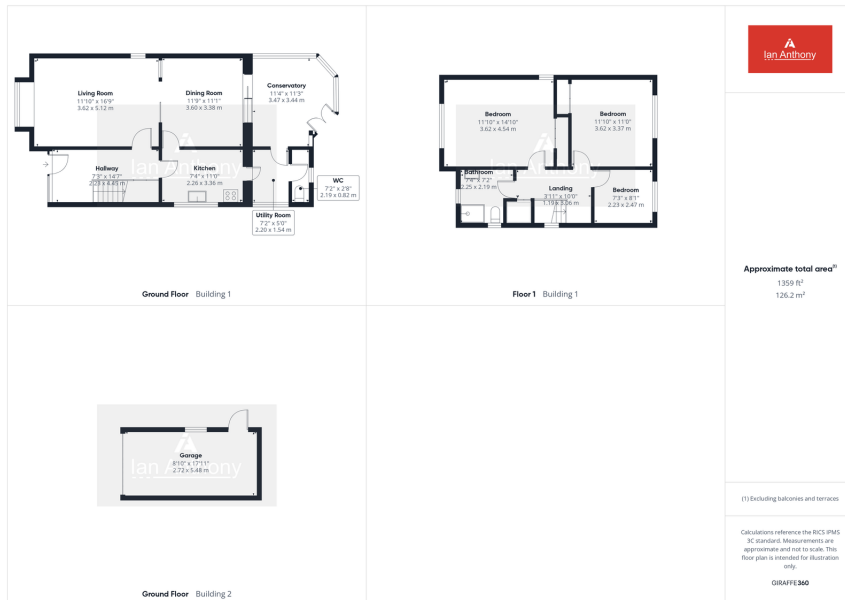 Living Room
11'10" x 16'9"
3.62 x 5.12 m
Dining Room
11'9" x 11'1"
3.60 x 3.38 m
Conservatory
11'4" x 11'3"
3.47 x 3.44 m
Hallway
7'3" x 14'7"
2.23 x 4.45 m
Kitchen
7'4" x 11'0"
2.26 x 3.36 m
WC
7'2" x 2'8"
2.19 x 0.82 m
Utility Room
7'2" x 5'0"
2.20 x 1.54 m
Ian Anthony
Ground Floor Building 1
Bedroom
11'10" x 14'10"
3.62 x 4.54 m
Bedroom
11'10" x 11'0"
3.62 x 3.37 m
Bathroom
7'4" x 7'2"
2.25 x 2.19 m
Landing
3'11" x 10'0"
1.19 x 3.06 m
Bedroom
7'3" x 8'1"
2.23 x 2.47 m
Ian Anthony
Floor 1 Building 1
Garage
8'10" x 17'11"
2.72 x 5.48 m
Ian Anthony
Ground Floor Building 2
Ian Anthony
Approximate total area(1)
1359 ft²
126.2 m²
(1) Excluding balconies and terraces
Calculations reference the RICS IPMS
3C standard. Measurements are
approximate and not to scale. This
floor plan is intended for illustration
only.
GIRAFFE360